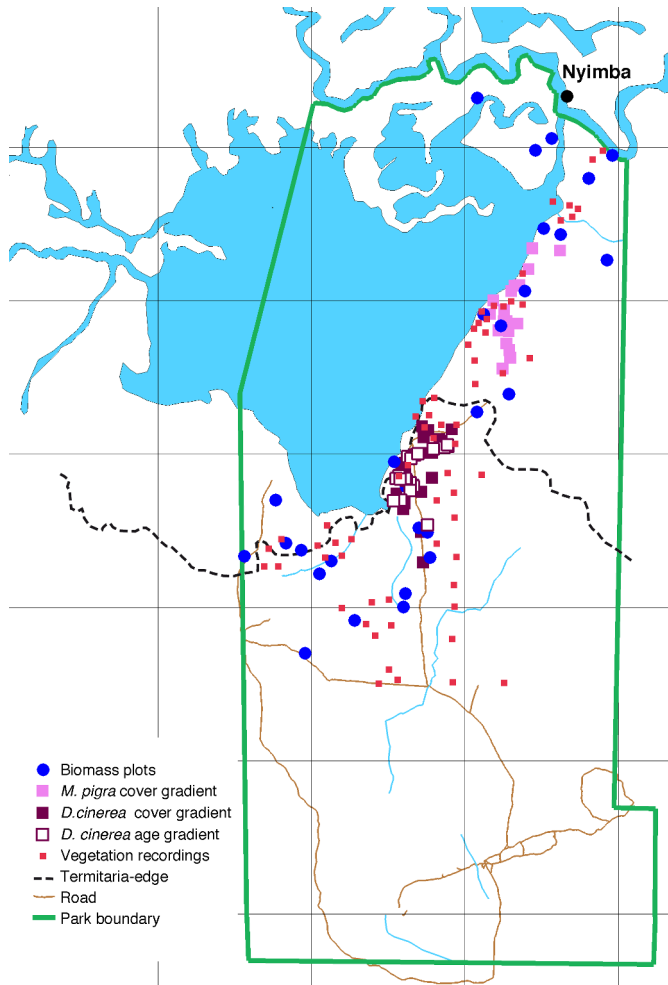 Nyimba
Biomass plots
M. pigra cover gradient
D.cinerea cover gradient
D. cinerea age gradient
Vegetation recordings
Termitaria-edge
Road
Park boundary